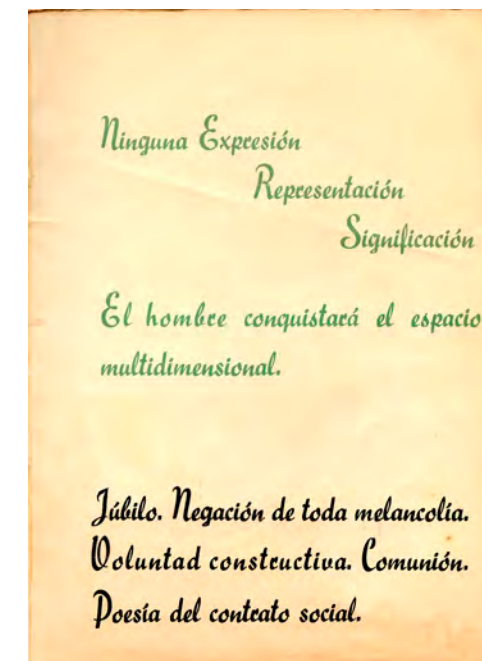 Ninguna Expresión
Representación
Significación
El hombre conquistará el espacio
multidimensional.
Júbilo. Negación de toda melancolía.
Voluntad constructiva. Comunión.
Poesía del contrato social.